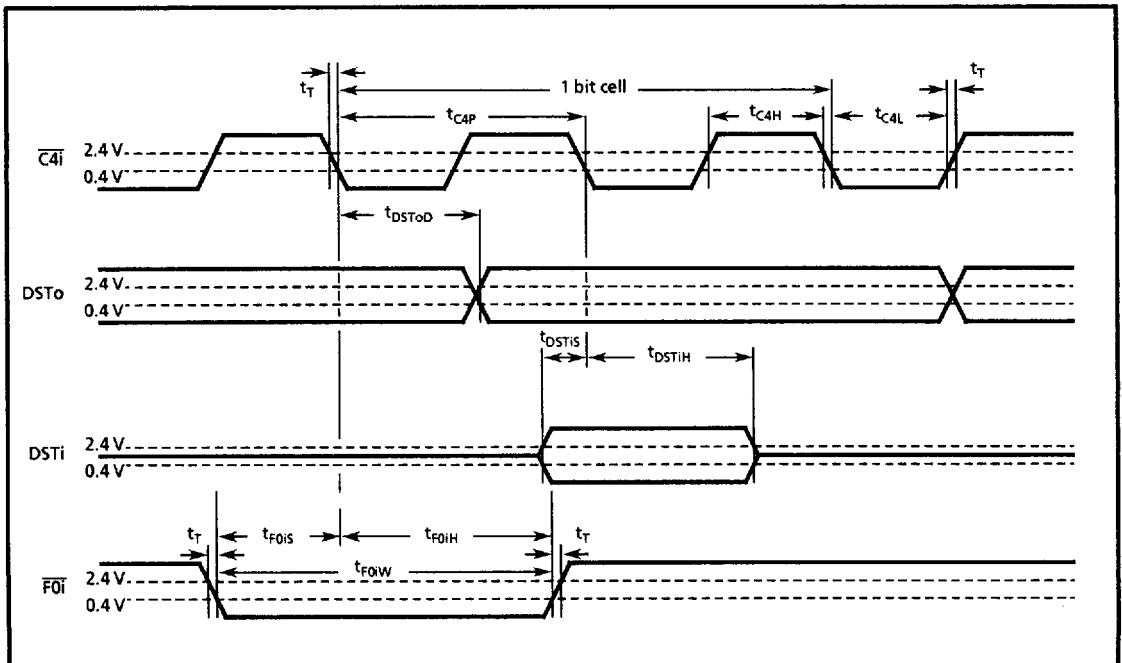 tT
1 bit cell
tT
tC4P
tC4H
tC4L
C4i
2.4 V
0.4 V
tDSToD
DSTo
2.4 V
0.4 V
tDSTiS
tDSTiH
DSTi
2.4 V
0.4 V
tT
tF0iS
tF0iH
tT
tF0iW
F0i
2.4 V
0.4 V